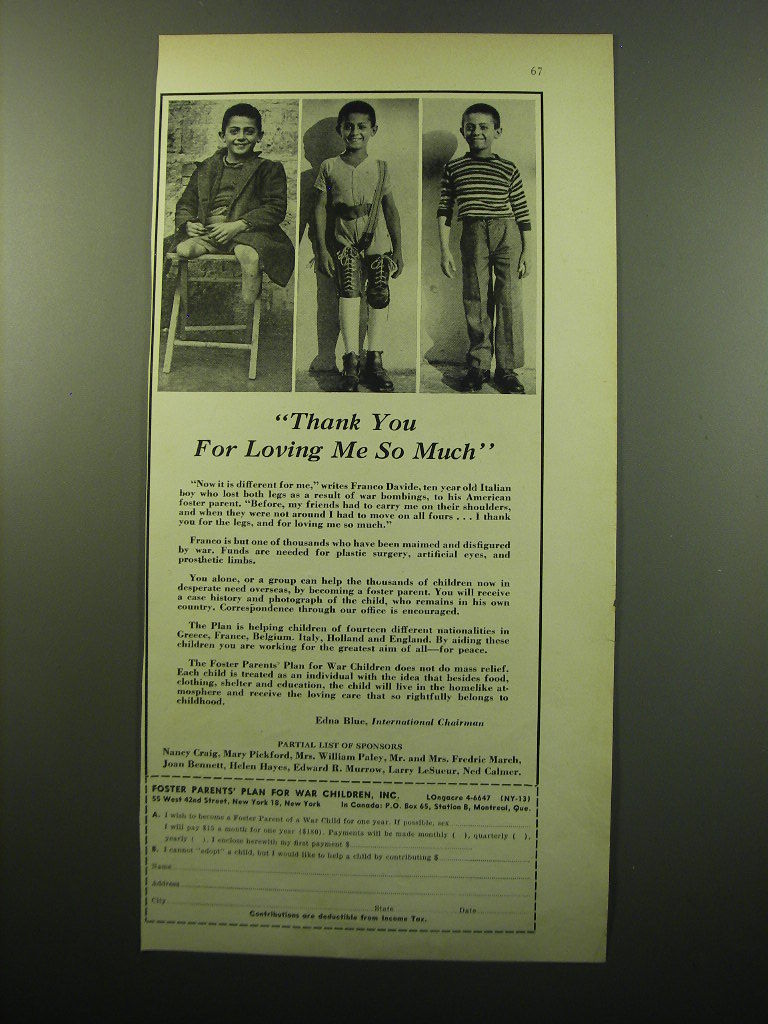 67
“Thank You
For Loving Me So Much”
“Now it is different for me,” writes Franco Davide, ten year old Italian
boy who lost both legs as a result of war bombings, to his American
foster parent. “Before, my friends had to carry me on their shoulders,
and when they were not around I had to move on all fours . . . I thank
you for the legs, and for loving me so much.”
Franco is but one of thousands who have been maimed and disfigured
by war. Funds are needed for plastic surgery, artificial eyes, and
prosthetic limbs.
You alone, or a group can help the thousands of children now in
desperate need overseas, by becoming a foster parent. You will receive
a case history and photograph of the child, who remains in his own
country. Correspondence through our office is encouraged.
The Plan is helping children of fourteen different nationalities in
Greece, France, Belgium, Italy, Holland and England. By aiding these
children you are working for the greatest aim of all—for peace.
The Foster Parents' Plan for War Children does not do mass relief.
Each child is treated as an individual with the idea that besides food,
clothing, shelter and education, the child will live in the homelike at-
mosphere and receive the loving care that so rightfully belongs to
childhood.
Edna Blue, International Chairman
PARTIAL LIST OF SPONSORS
Nancy Craig, Mary Pickford, Mrs. William Paley, Mr. and Mrs. Fredric March,
Joan Bennett, Helen Hayes, Edward R. Murrow, Larry LeSueur, Ned Calmer.
FOSTER PARENTS' PLAN FOR WAR CHILDREN, INC. LOngacre 4-6647 (NY-13)
55 West 42nd Street, New York 18, New York In Canada: P.O. Box 65, Station B, Montreal, Que.
A. I wish to become a Foster Parent of a War Child for one year. If possible, sex
I will pay $15 a month for one year ($180). Payments will be made monthly ( ), quarterly ( ),
yearly ( ). I enclose herewith my first payment $
B. I cannot "adopt" a child, but I would like to help a child by contributing $
Name
Address
City State Date
Contributions are deductible from Income Tax.